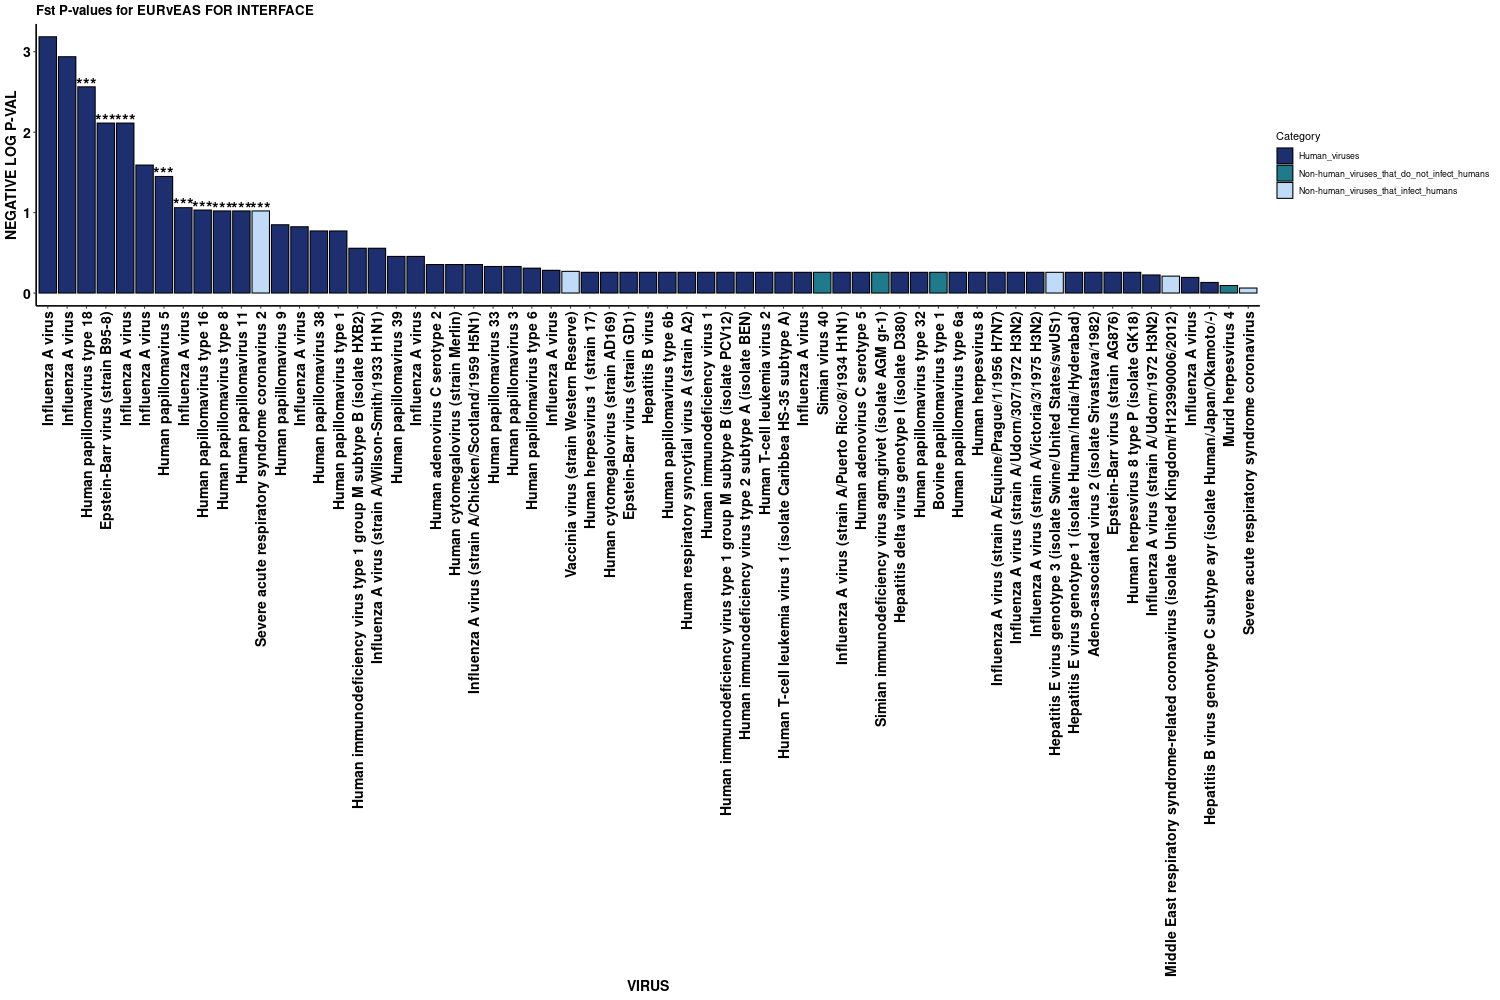 Fst P-values for EURvEAS FOR INTERFACE
NEGATIVE LOG P-VAL
3
2
1
0
***
***
***
***
***
***
***
***
***
Influenza A virus
Influenza A virus
Human papillomavirus type 18
Epstein-Barr virus (strain B95-8)
Influenza A virus
Influenza A virus
Human papillomavirus 5
Influenza A virus
Human papillomavirus type 16
Human papillomavirus type 8
Human papillomavirus 11
Severe acute respiratory syndrome coronavirus 2
Human papillomavirus 9
Influenza A virus
Human papillomavirus 38
Human papillomavirus type 1
Human immunodeficiency virus type 1 group M subtype B (isolate HXB2)
Influenza A virus (strain A/Wilson-Smith/1933 H1N1)
Human papillomavirus 39
Influenza A virus
Human adenovirus C serotype 2
Human cytomegalovirus (strain Merlin)
Influenza A virus (strain A/Chicken/Scotland/1959 H5N1)
Human papillomavirus 33
Human papillomavirus 3
Human papillomavirus type 6
Influenza A virus
Vaccinia virus (strain Western Reserve)
Human herpesvirus 1 (strain 17)
Human cytomegalovirus (strain AD169)
Epstein-Barr virus (strain GD1)
Hepatitis B virus
Human papillomavirus type 6b
Human respiratory syncytial virus A (strain A2)
Human immunodeficiency virus 1
Human immunodeficiency virus type 1 group M subtype B (isolate PCV12)
Human immunodeficiency virus type 2 subtype A (isolate BEN)
Human T-cell leukemia virus 2
Human T-cell leukemia virus 1 (isolate Caribbea HS-35 subtype A)
Influenza A virus
Simian virus 40
Influenza A virus (strain A/Puerto Rico/8/1934 H1N1)
Human adenovirus C serotype 5
Simian immunodeficiency virus agm.grivet (isolate AGM gr-1)
Hepatitis delta virus genotype I (isolate D380)
Human papillomavirus type 32
Bovine papillomavirus type 1
Human papillomavirus type 6a
Human herpesvirus 8
Influenza A virus (strain A/Equine/Prague/1/1956 H7N7)
Influenza A virus (strain A/Udorn/307/1972 H3N2)
Influenza A virus (strain A/Victoria/3/1975 H3N2)
Hepatitis E virus genotype 3 (isolate Swine/United States/swUS1)
Hepatitis E virus genotype 1 (isolate Human/India/Hyderabad)
Adeno-associated virus 2 (isolate Srivastava/1982)
Epstein-Barr virus (strain AG876)
Human herpesvirus 8 type P (isolate GK18)
Influenza A virus (strain A/Udorn/1972 H3N2)
Middle East respiratory syndrome-related coronavirus (isolate United Kingdom/H123990006/2012)
Influenza A virus
Hepatitis B virus genotype C subtype ayr (isolate Human/Japan/Okamoto/-)
Murid herpesvirus 4
Severe acute respiratory syndrome coronavirus
VIRUS
Category
Human_viruses
Non-human_viruses_that_do_not_infect_humans
Non-human_viruses_that_infect_humans